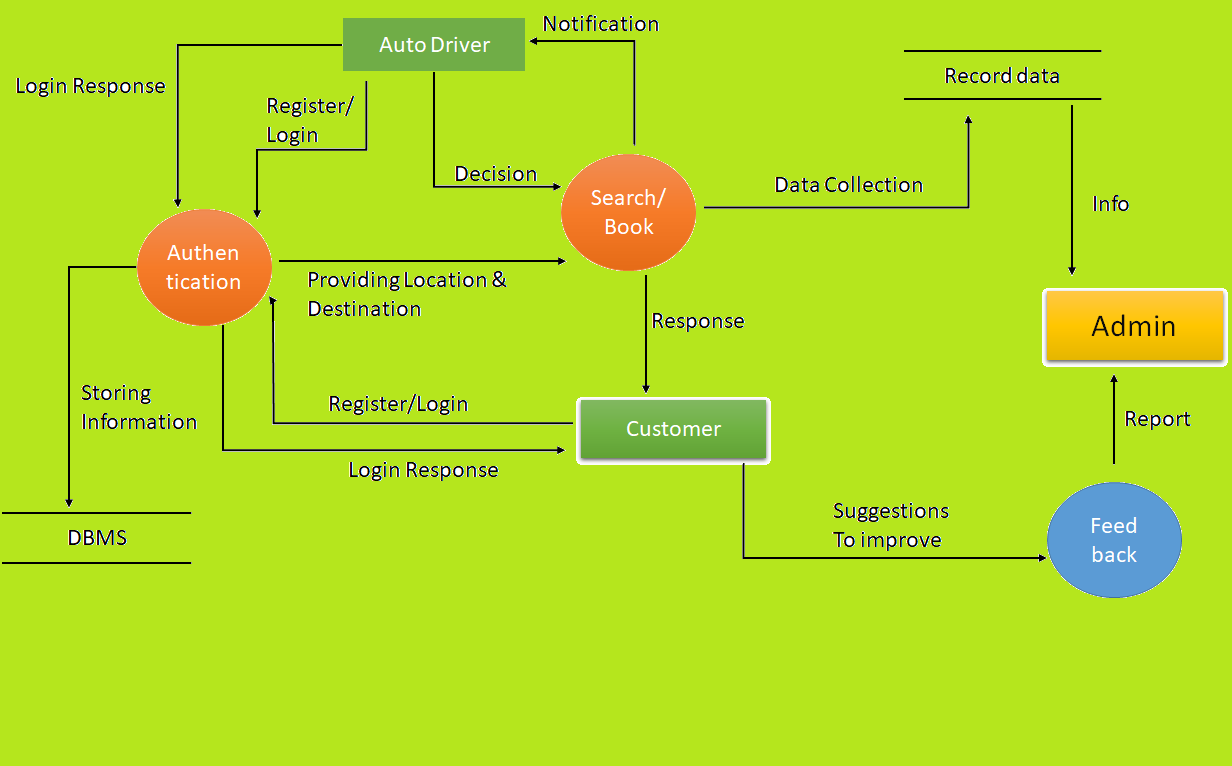 Notification
Auto Driver
Login Response
Register/
Login
Record data
Decision
Data Collection
Search/
Book
Info
Authen
tication
Providing Location &
Destination
Response
Admin
Storing
Information
Register/Login
Customer
Report
Login Response
Suggestions
To improve
Feed
back
DBMS